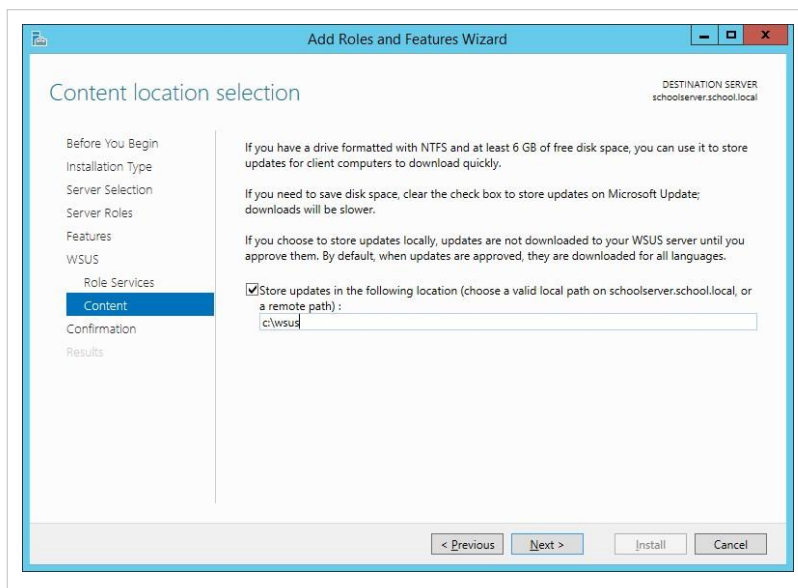 Add Roles and Features Wizard
Content location selection
DESTINATION SERVER
schoolserver.school.local
Before You Begin
Installation Type
Server Selection
Server Roles
Features
WSUS
Role Services
Content
Confirmation
Results
If you have a drive formatted with NTFS and at least 6 GB of free disk space, you can use it to store
updates for client computers to download quickly.
If you need to save disk space, clear the check box to store updates on Microsoft Update;
downloads will be slower.
If you choose to store updates locally, updates are not downloaded to your WSUS server until you
approve them. By default, when updates are approved, they are downloaded for all languages.
Store updates in the following location (choose a valid local path on schoolserver.school.local, or
a remote path) :
c:\wsus
< Previous
Next >
Install
Cancel